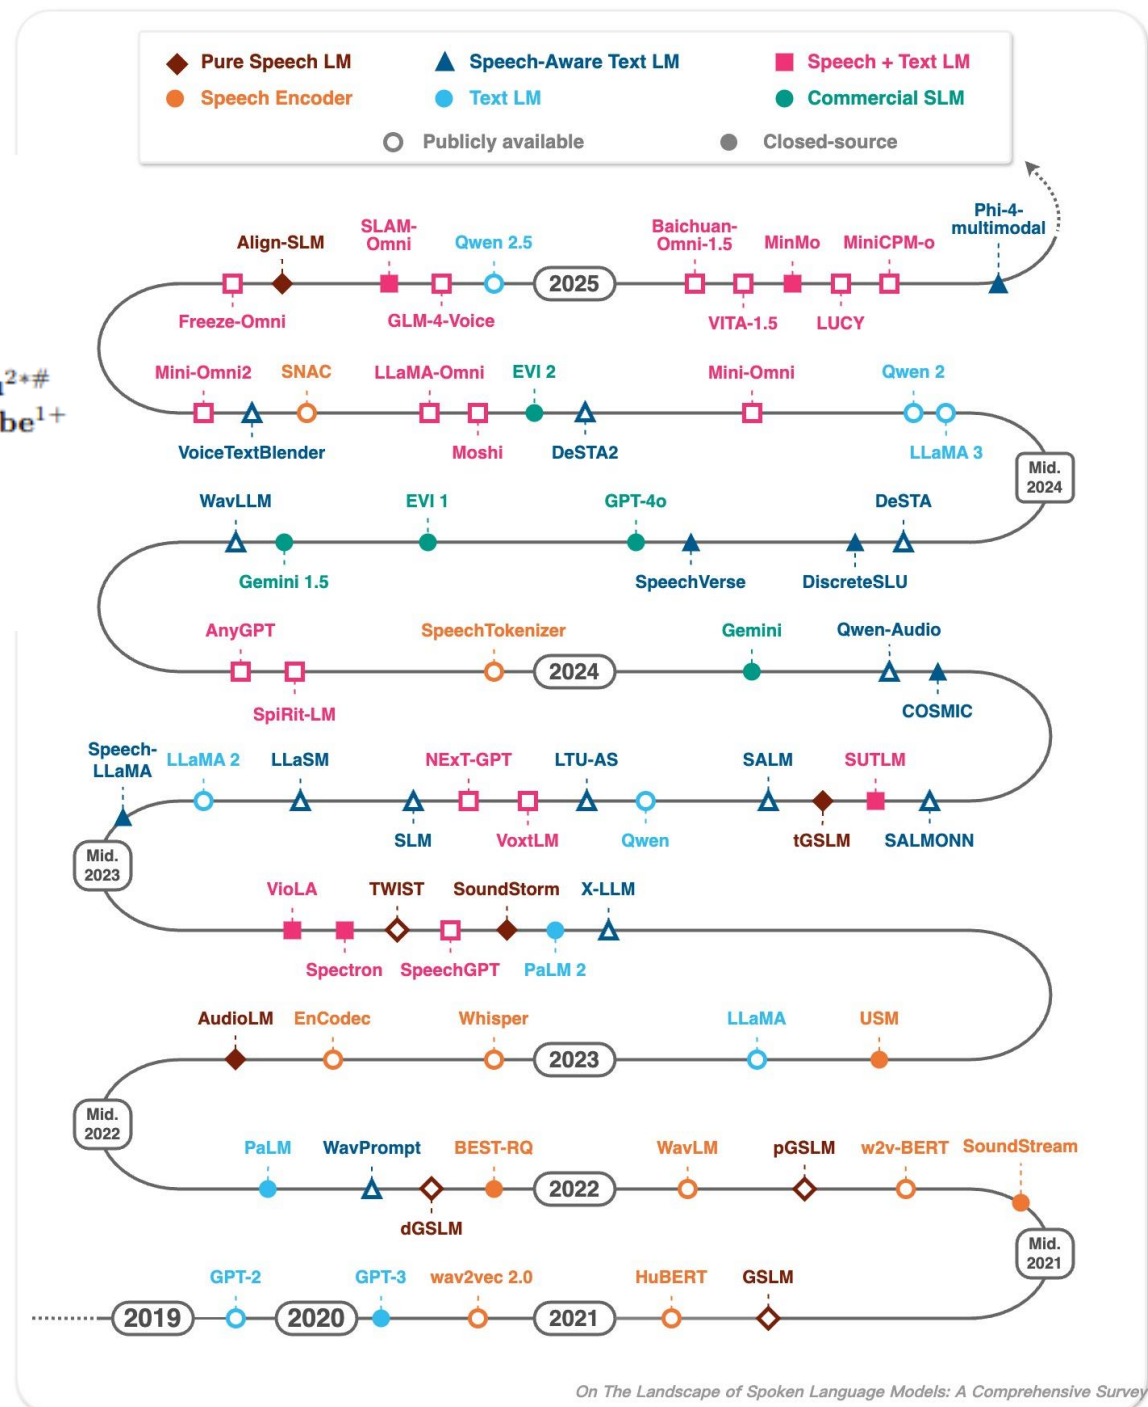 Pure Speech LM
Speech-Aware Text LM
Speech + Text LM
Speech Encoder
Text LM
Commercial SLM
Publicly available
Closed-source
Phi-4-
multimodal
Align-SLM
SLAM-
Omni
Qwen 2.5
Baichuan-
Omni-1.5
MinMo
MiniCPM-o
2025
Freeze-Omni
GLM-4-Voice
VITA-1.5
LUCY
2*#
be1+
Mini-Omni2
SNAC
LLaMA-Omni
EVI 2
Mini-Omni
Qwen 2
VoiceTextBlender
Moshi
DeSTA2
LLaMA 3
Mid.
2024
WavLLM
EVI 1
GPT-4o
DeSTA
Gemini 1.5
SpeechVerse
DiscreteSLU
AnyGPT
SpeechTokenizer
Gemini
Qwen-Audio
2024
SpiRit-LM
COSMIC
Speech-
LLaMA
LLaMA 2
LLaSM
NExT-GPT
LTU-AS
SALM
SUTLM
SLM
VoxtLM
Qwen
tGSLM
SALMONN
Mid.
2023
VioLA
TWIST
SoundStorm
X-LLM
Spectron
SpeechGPT
PaLM 2
AudioLM
EnCodec
Whisper
LLaMA
USM
2023
Mid.
2022
PaLM
WavPrompt
BEST-RQ
WavLM
pGSLM
w2v-BERT
SoundStream
2022
dGSLM
Mid.
2021
GPT-2
GPT-3
wav2vec 2.0
HuBERT
GSLM
2019
2020
2021
On The Landscape of Spoken Language Models: A Comprehensive Survey